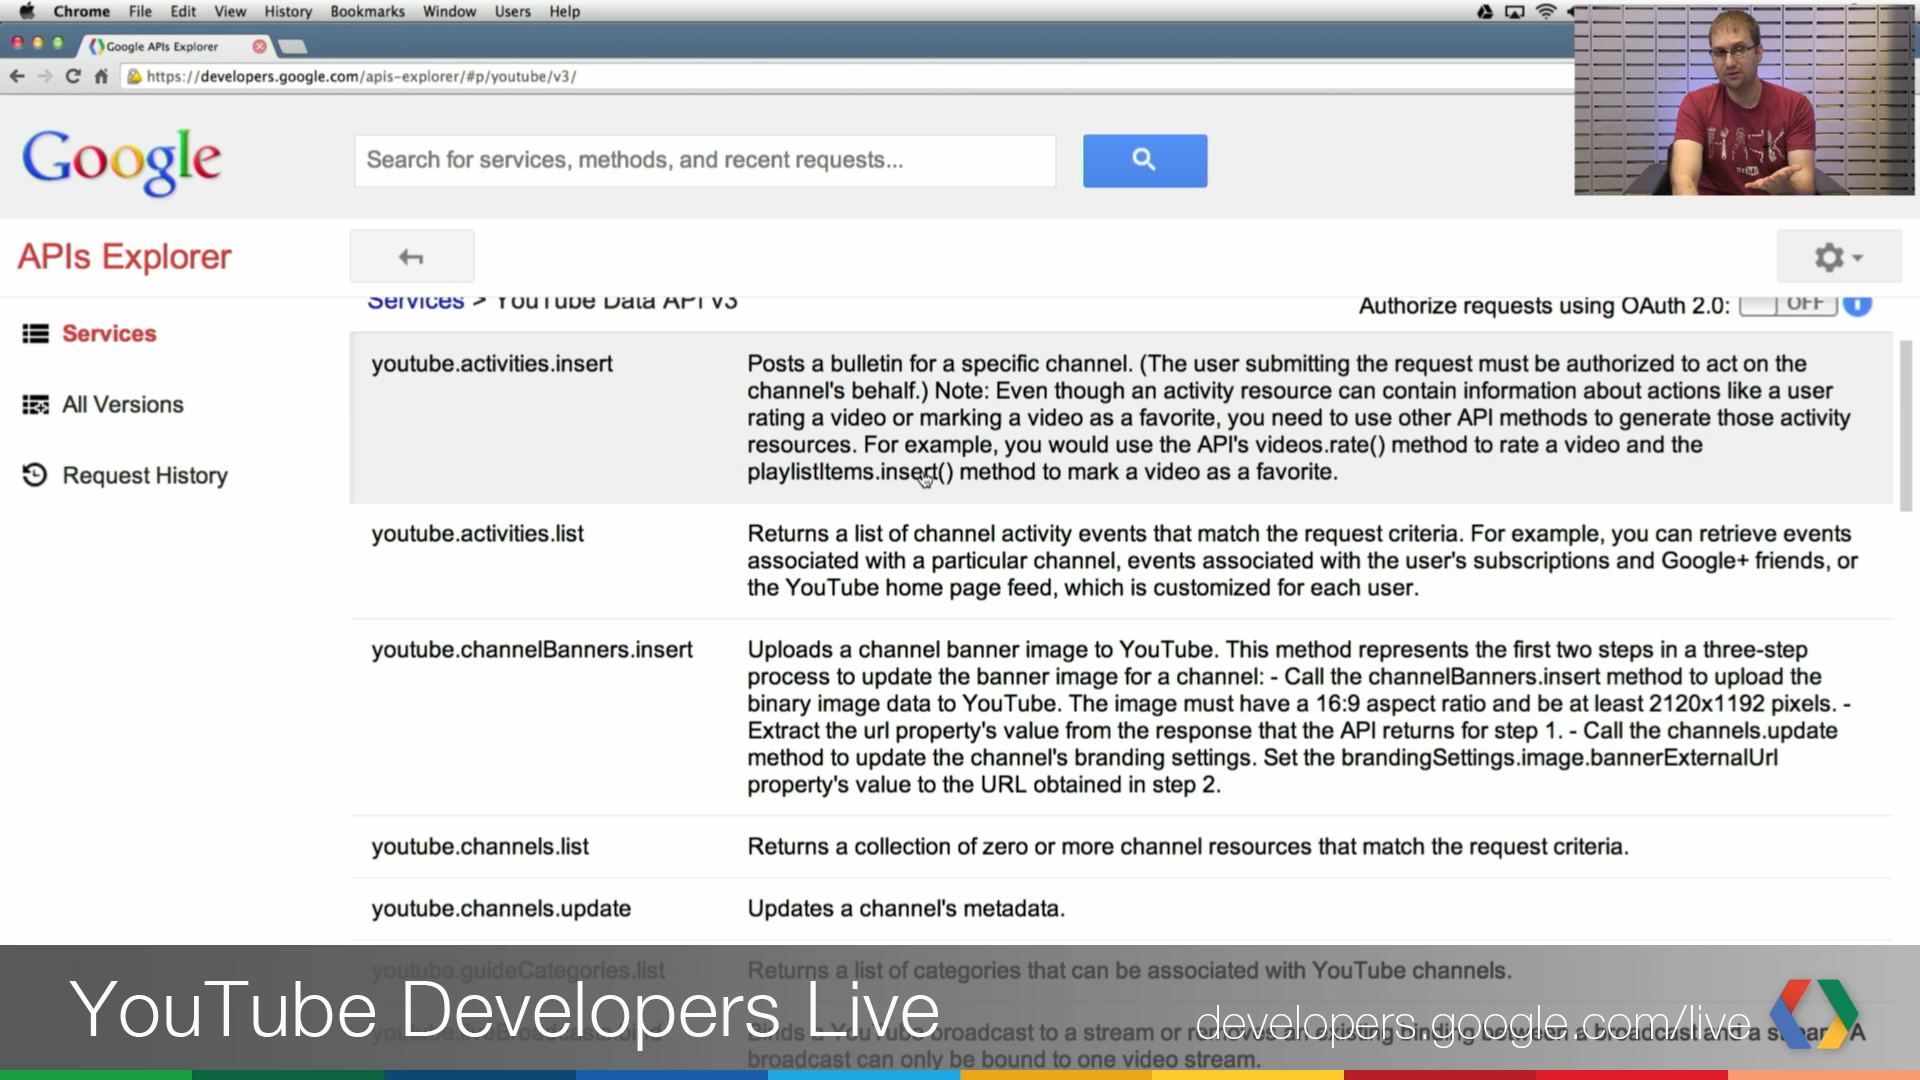 Chrome File Edit View History Bookmarks Window Users Help
Google APIs Explorer
https://developers.google.com/apis-explorer/#p/youtube/v3/
HACK
Google
Search for services, methods, and recent requests...
APIs Explorer
Services > YouTube Data API v3
Authorize requests using OAuth 2.0: OFF
Services
All Versions
Request History
youtube.activities.insert
Posts a bulletin for a specific channel. (The user submitting the request must be authorized to act on the
channel's behalf.) Note: Even though an activity resource can contain information about actions like a user
rating a video or marking a video as a favorite, you need to use other API methods to generate those activity
resources. For example, you would use the API's videos.rate() method to rate a video and the
playlistItems.insert() method to mark a video as a favorite.
youtube.activities.list
Returns a list of channel activity events that match the request criteria. For example, you can retrieve events
associated with a particular channel, events associated with the user's subscriptions and Google+ friends, or
the YouTube home page feed, which is customized for each user.
youtube.channelBanners.insert
Uploads a channel banner image to YouTube. This method represents the first two steps in a three-step
process to update the banner image for a channel: - Call the channelBanners.insert method to upload the
binary image data to YouTube. The image must have a 16:9 aspect ratio and be at least 2120x1192 pixels. -
Extract the url property's value from the response that the API returns for step 1. - Call the channels.update
method to update the channel's branding settings. Set the brandingSettings.image.bannerExternalUrl
property's value to the URL obtained in step 2.
youtube.channels.list
Returns a collection of zero or more channel resources that match the request criteria.
youtube.channels.update
Updates a channel's metadata.
youtube.guideCategories.list
Returns a list of categories that can be associated with YouTube channels.
Binds a YouTube broadcast to a stream or removes an existing binding between a broadcast and a stream. A
broadcast can only be bound to one video stream.
YouTube Developers Live
developers.google.com/live